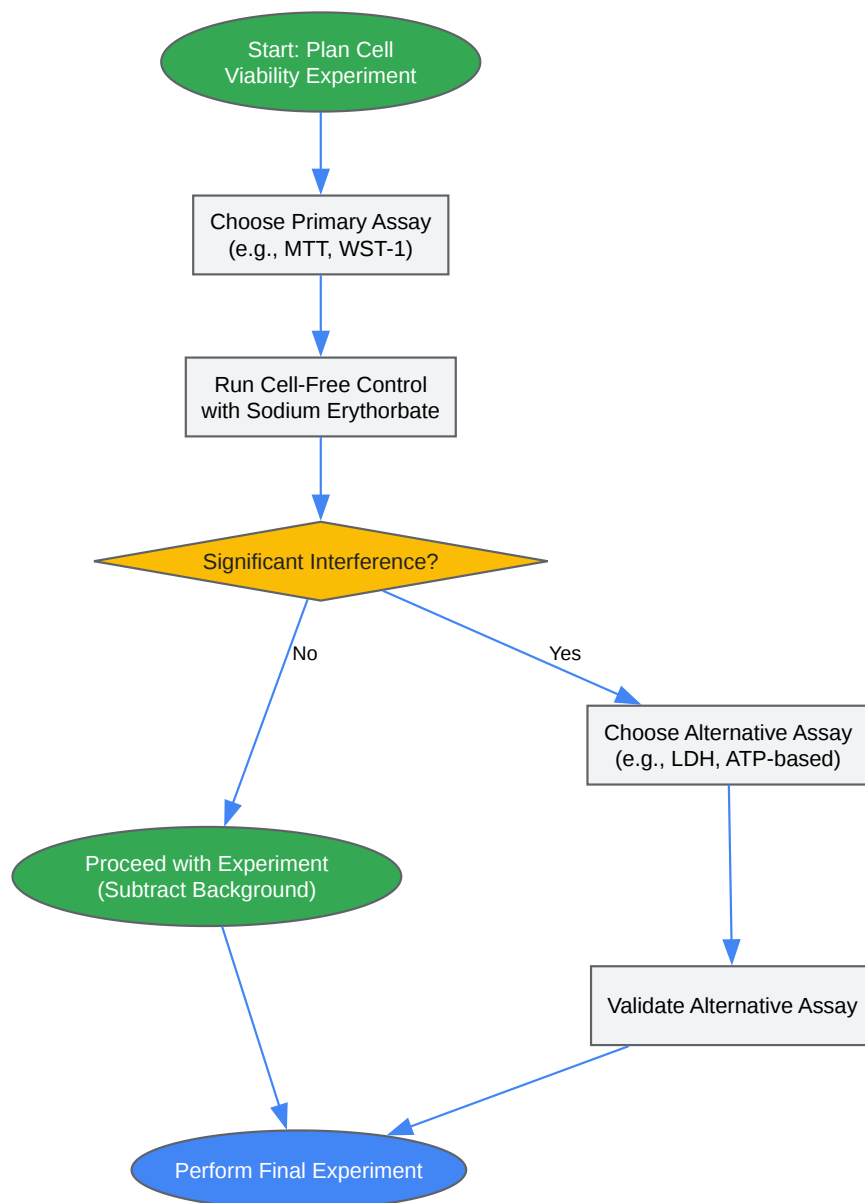 Start: Plan Cell
Viability Experiment
Choose Primary Assay
(e.g., MTT, WST-1)
Run Cell-Free Control
with Sodium Erythorbate
Significant Interference?
No
Yes
Choose Alternative Assay
(e.g., LDH, ATP-based)
Proceed with Experiment
(Subtract Background)
Validate Alternative Assay
Perform Final Experiment